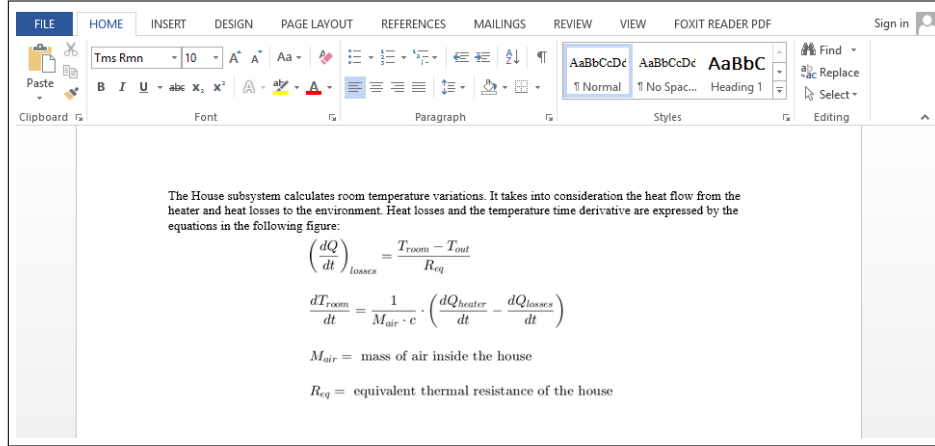 FILE HOME INSERT DESIGN PAGE LAYOUT REFERENCES MAILINGS REVIEW VIEW FOXIT READER PDF Sign in
Paste
Tms Rmn 10 A A Aa
B I U abc x₂ x² A aby A
AaBbCcDd AaBbCcDd AaBbC
¶ Normal ¶ No Spac... Heading 1
Find
Replace
Select
Clipboard Font Paragraph Styles Editing
The House subsystem calculates room temperature variations. It takes into consideration the heat flow from the
heater and heat losses to the environment. Heat losses and the temperature time derivative are expressed by the
equations in the following figure:
(dQ/dt)_losses = (T_room − T_out)/R_eq
dT_room/dt = 1/(M_air · c) · (dQ_heater/dt − dQ_losses/dt)
M_air = mass of air inside the house
R_eq = equivalent thermal resistance of the house